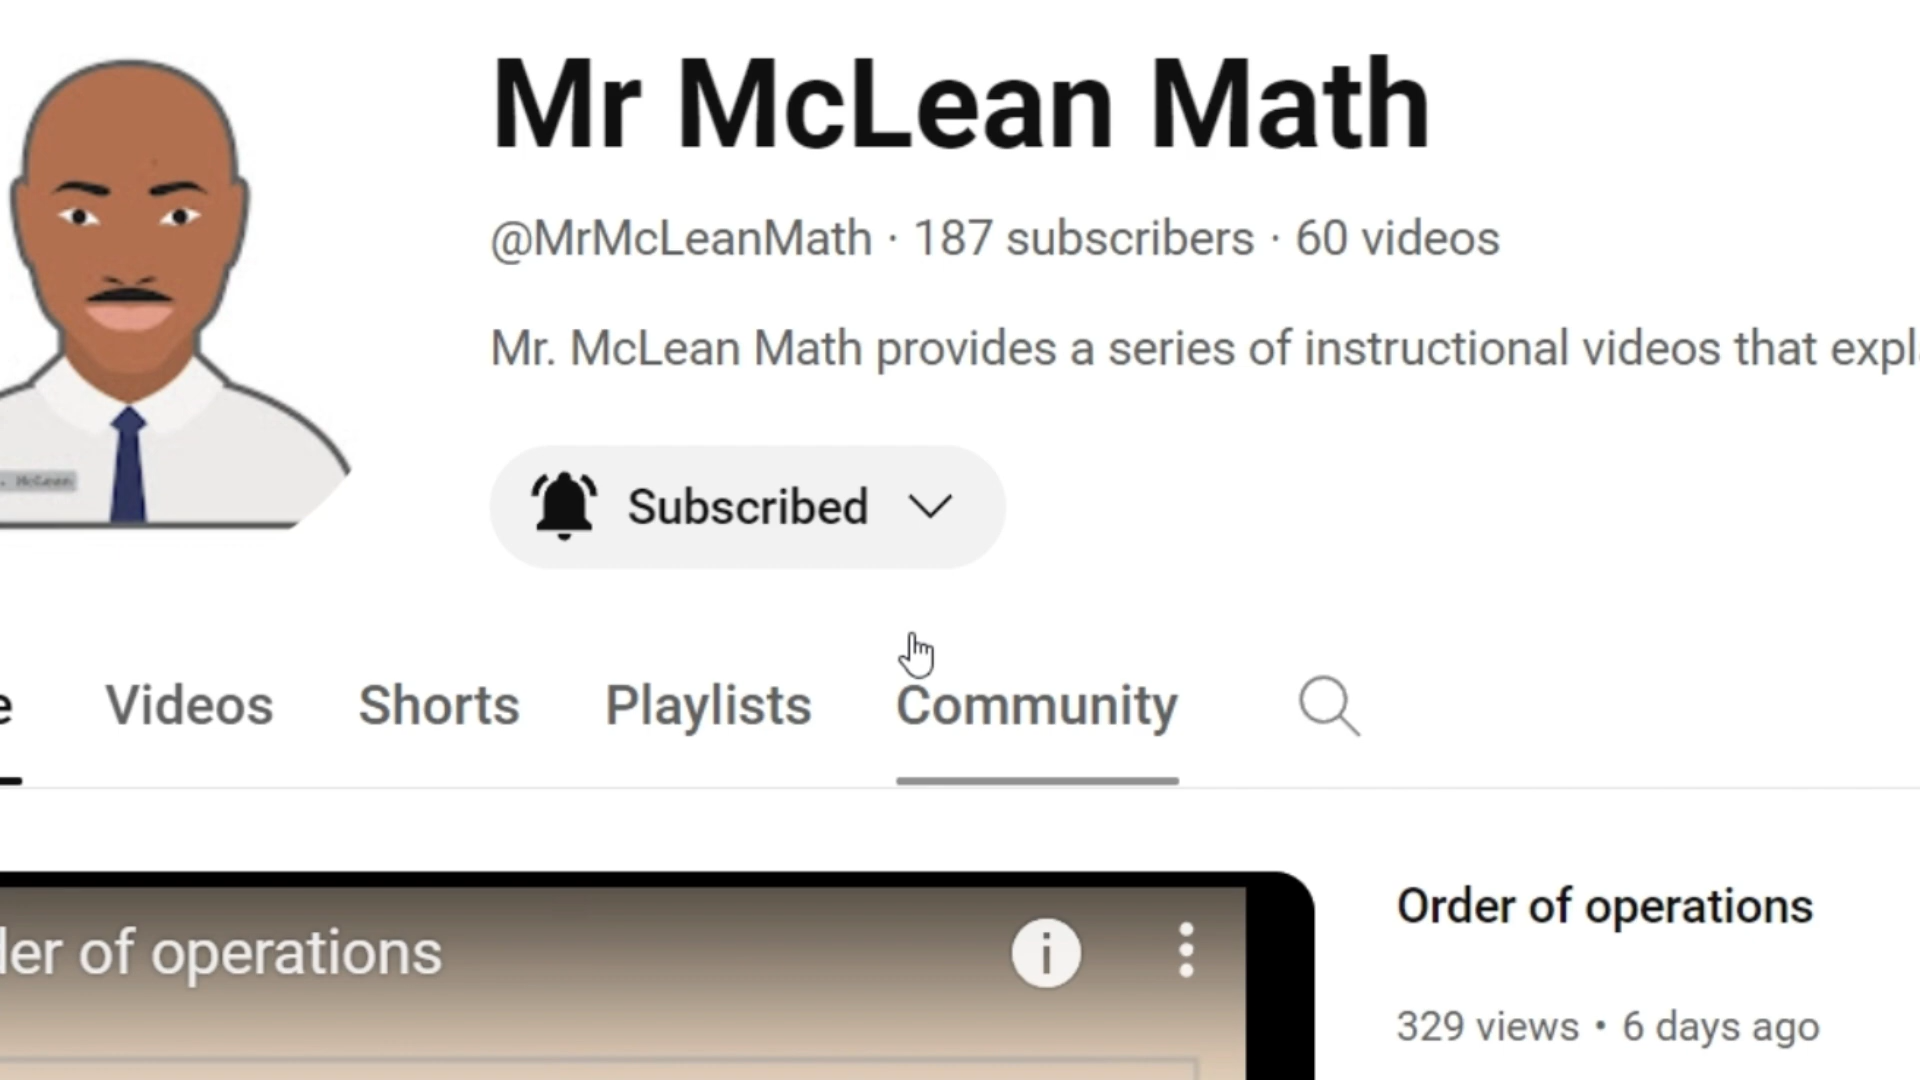 Mr McLean Math
@MrMcLeanMath · 187 subscribers · 60 videos
Mr. McLean Math provides a series of instructional videos that expl
Subscribed
. McLean
Videos Shorts Playlists Community
der of operations
Order of operations
329 views • 6 days ago